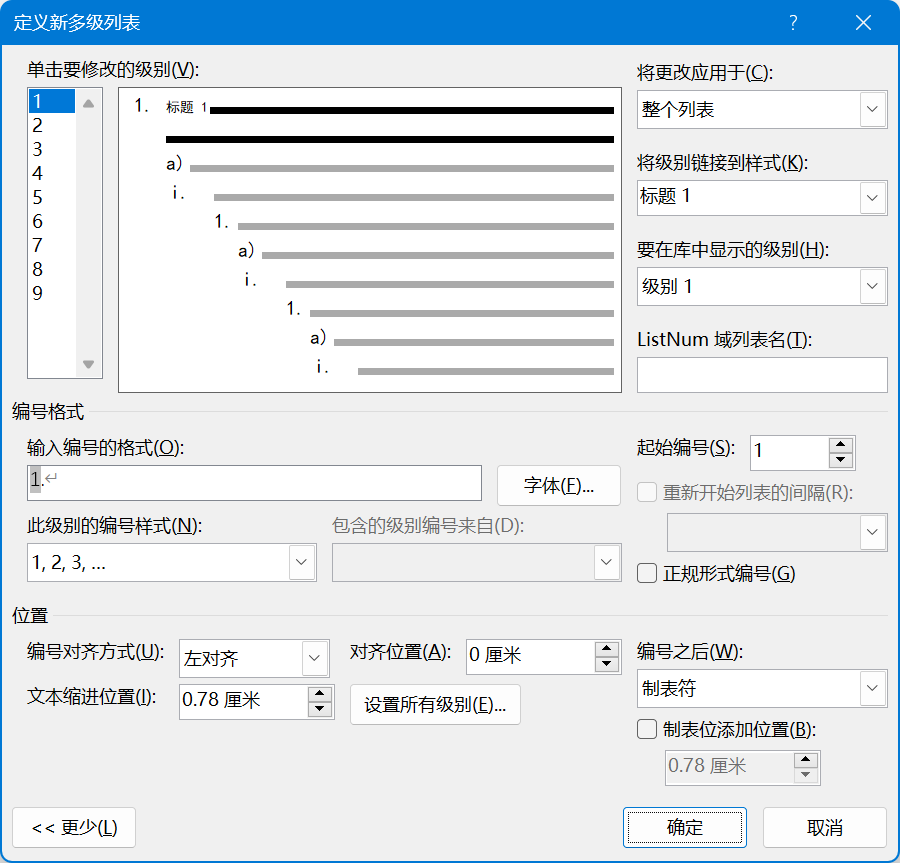 定义新多级列表
单击要修改的级别(V):
1
2
3
4
5
6
7
8
9
1. 标题 1
a)
i.
1.
a)
i.
1.
a)
i.
将更改应用于(C):
整个列表
将级别链接到样式(K):
标题 1
要在库中显示的级别(H):
级别 1
ListNum 域列表名(T):
编号格式
输入编号的格式(O):
1.↵
字体(F)...
起始编号(S): 1
重新开始列表的间隔(R):
此级别的编号样式(N):
1, 2, 3, ...
包含的级别编号来自(D):
正规形式编号(G)
位置
编号对齐方式(U): 左对齐
对齐位置(A): 0 厘米
文本缩进位置(I): 0.78 厘米
设置所有级别(E)...
编号之后(W):
制表符
制表位添加位置(B):
0.78 厘米
<< 更少(L)
确定
取消